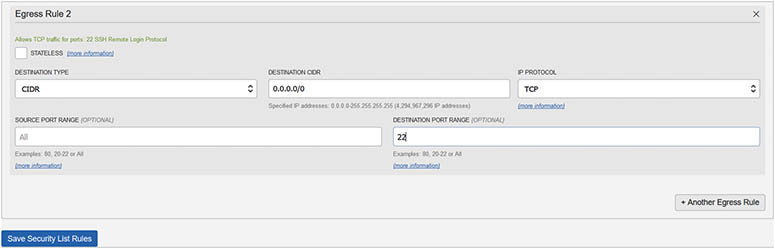 Egress Rule 2
Allows TCP traffic for ports: 22 SSH Remote Login Protocol
STATELESS (more information)
DESTINATION TYPE DESTINATION CIDR IP PROTOCOL
CIDR 0.0.0.0/0 TCP
Specified IP addresses: 0.0.0.0-255.255.255.255 (4,294,967,296 IP addresses) (more information)
SOURCE PORT RANGE (OPTIONAL) DESTINATION PORT RANGE (OPTIONAL)
All 22
Examples: 80, 20-22 or All Examples: 80, 20-22 or All
(more information) (more information)
+ Another Egress Rule
Save Security List Rules